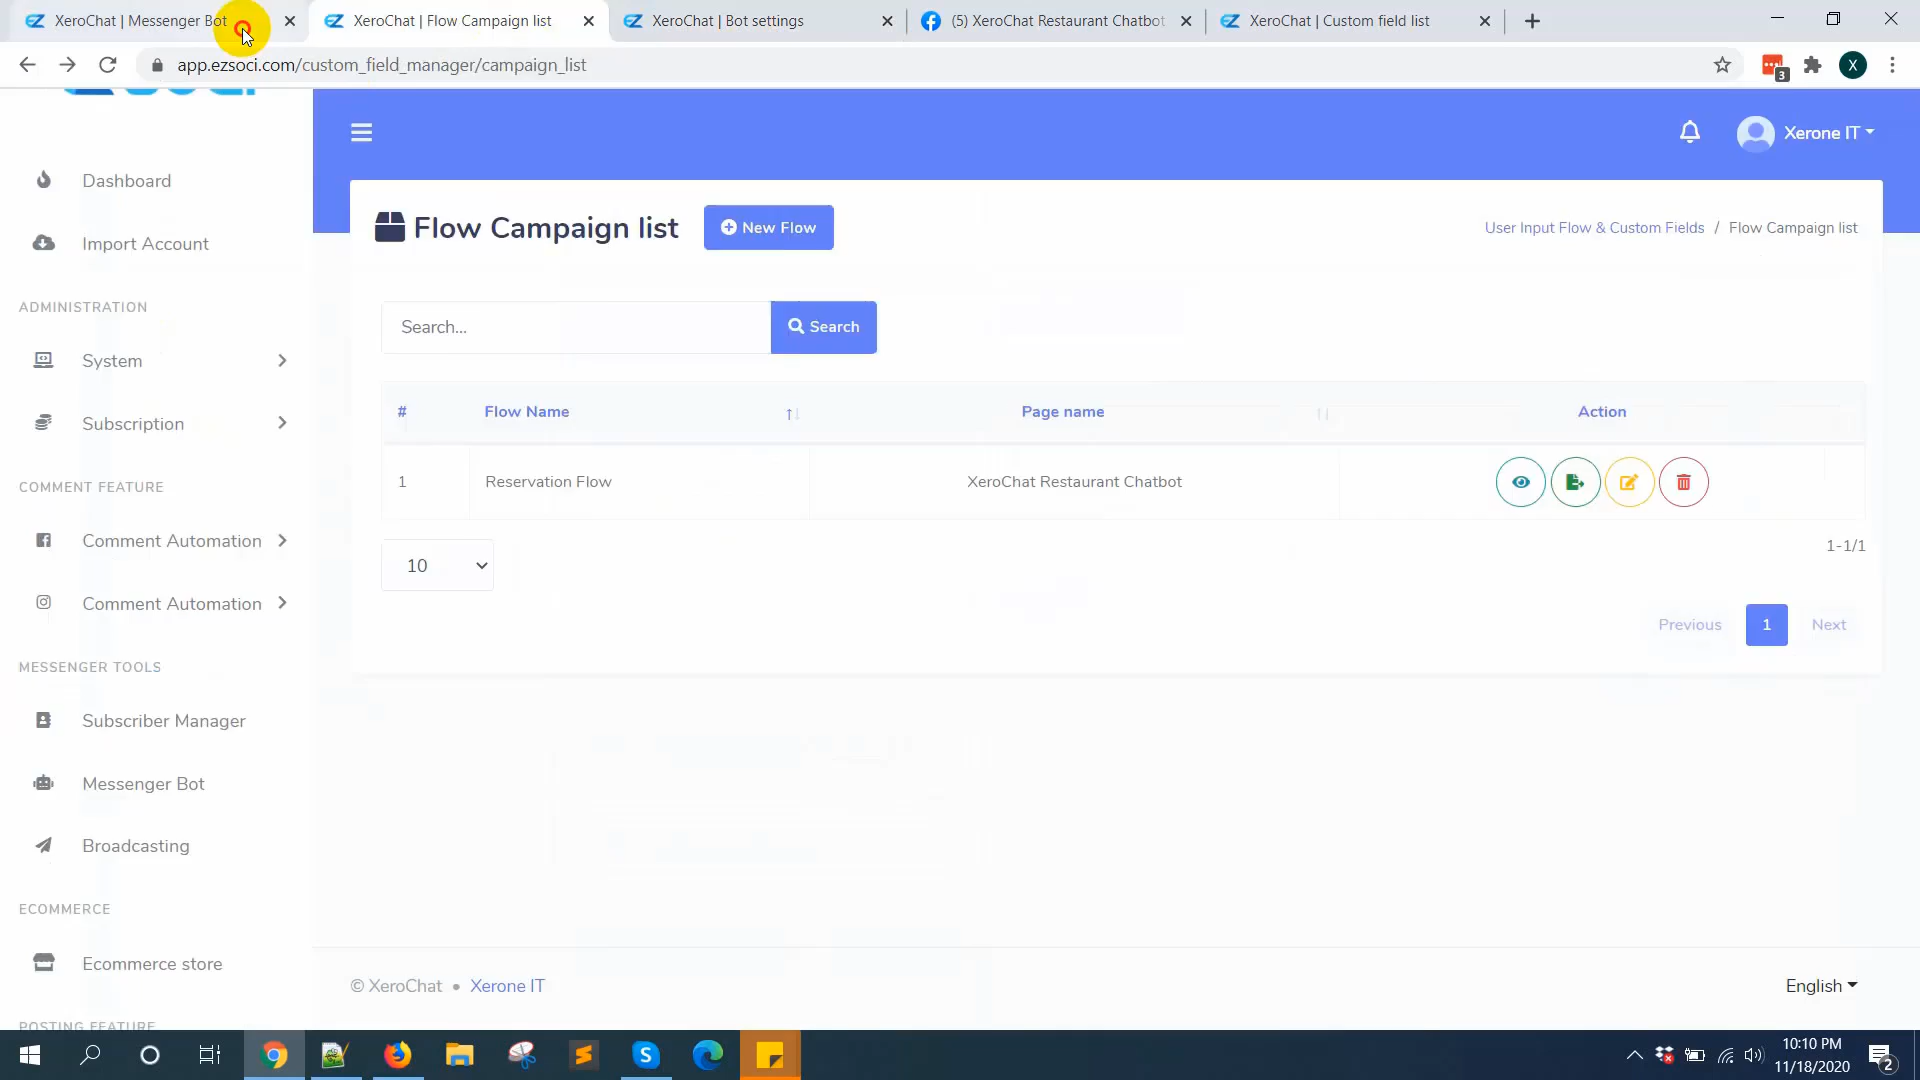 XeroChat | Messenger Bot
XeroChat | Flow Campaign list
XeroChat | Bot settings
(5) XeroChat Restaurant Chatbot
XeroChat | Custom field list
app.ezsoci.com/custom_field_manager/campaign_list
3
X
Xerone IT
Dashboard
Import Account
ADMINISTRATION
System
Subscription
COMMENT FEATURE
Comment Automation
Comment Automation
MESSENGER TOOLS
Subscriber Manager
Messenger Bot
Broadcasting
ECOMMERCE
Ecommerce store
POSTING FEATURE
Flow Campaign list
New Flow
User Input Flow & Custom Fields / Flow Campaign list
Search...
Search
# Flow Name Page name Action
1 Reservation Flow XeroChat Restaurant Chatbot
10
1-1/1
Previous 1 Next
© XeroChat • Xerone IT
English
10:10 PM
11/18/2020
2